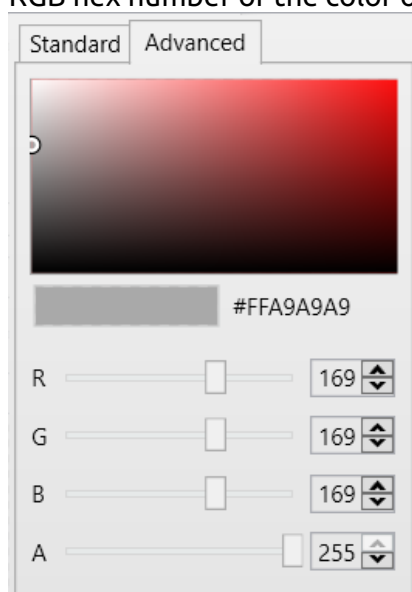 RGB hex number of the color o
Standard Advanced
#FFA9A9A9
R 169
G 169
B 169
A 255